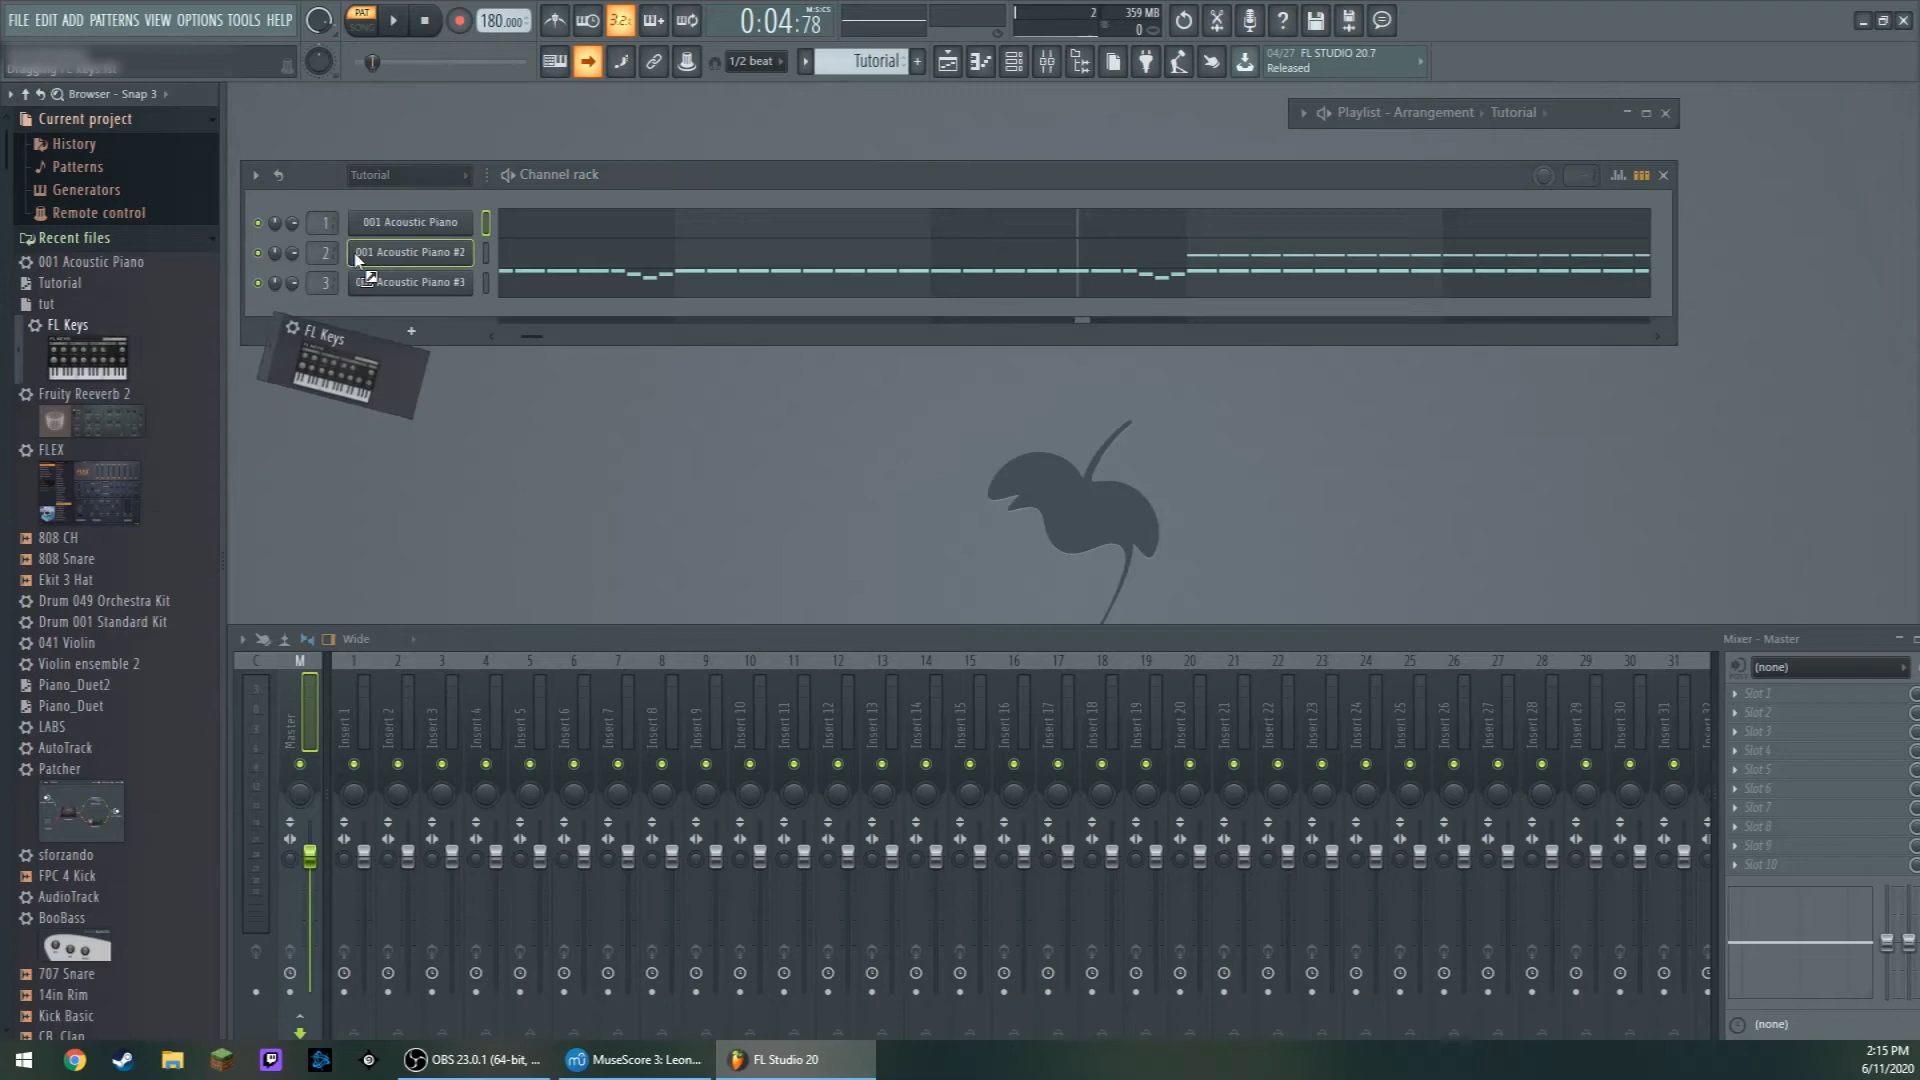 FILE EDIT ADD PATTERNS VIEW OPTIONS TOOLS HELP
PAT
SONG
180.000
3.2x
0:04:78
M:S:CS
2
359 MB
0
Dragging FL Keys.fst
1/2 beat
Tutorial
04/27 FL STUDIO 20.7
Released
Browser - Snap 3
Current project
History
Patterns
Generators
Remote control
Recent files
001 Acoustic Piano
Tutorial
tut
FL Keys
Fruity Reeverb 2
FLEX
808 CH
808 Snare
Ekit 3 Hat
Drum 049 Orchestra Kit
Drum 001 Standard Kit
041 Violin
Violin ensemble 2
Piano_Duet2
Piano_Duet
LABS
AutoTrack
Patcher
sforzando
FPC 4 Kick
AudioTrack
BooBass
707 Snare
14in Rim
Kick Basic
CR Clap
Playlist - Arrangement
Tutorial
Tutorial
Channel rack
1
001 Acoustic Piano
2
001 Acoustic Piano #2
3
Acoustic Piano #3
FL Keys
Wide
Mixer - Master
C M 1 2 3 4 5 6 7 8 9 10 11 12 13 14 15 16 17 18 19 20 21 22 23 24 25 26 27 28 29 30 31
Master
Insert 1
Insert 2
Insert 3
Insert 4
Insert 5
Insert 6
Insert 7
Insert 8
Insert 9
Insert 10
Insert 11
Insert 12
Insert 13
Insert 14
Insert 15
Insert 16
Insert 17
Insert 18
Insert 19
Insert 20
Insert 21
Insert 22
Insert 23
Insert 24
Insert 25
Insert 26
Insert 27
Insert 28
Insert 29
Insert 30
Insert 31
(none)
Slot 1
Slot 2
Slot 3
Slot 4
Slot 5
Slot 6
Slot 7
Slot 8
Slot 9
Slot 10
(none)
OBS 23.0.1 (64-bit, ...
MuseScore 3: Leon...
FL Studio 20
2:15 PM
6/11/2020